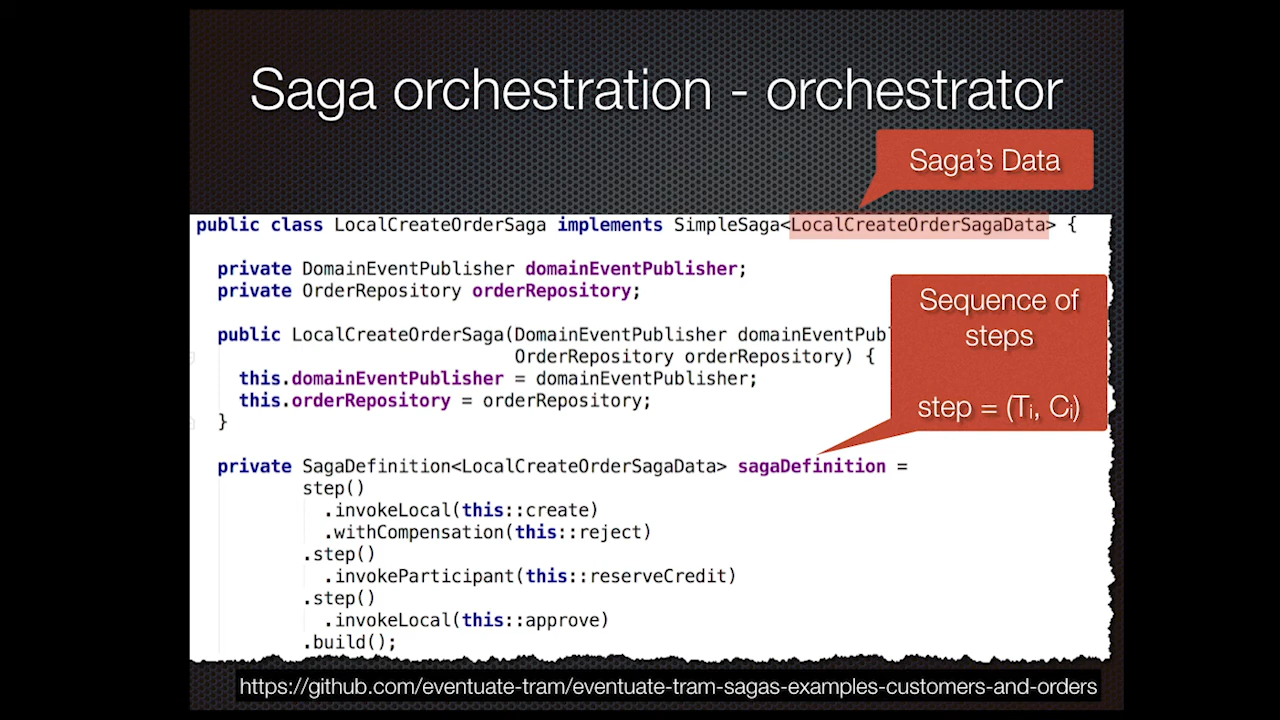 Saga orchestration - orchestrator
Saga's Data
public class LocalCreateOrderSaga implements SimpleSaga<LocalCreateOrderSagaData> {
private DomainEventPublisher domainEventPublisher;
private OrderRepository orderRepository;
Sequence of
steps
step = (Ti, Ci)
public LocalCreateOrderSaga(DomainEventPublisher domainEventPubl
OrderRepository orderRepository) {
this.domainEventPublisher = domainEventPublisher;
this.orderRepository = orderRepository;
}
private SagaDefinition<LocalCreateOrderSagaData> sagaDefinition =
step()
.invokeLocal(this::create)
.withCompensation(this::reject)
.step()
.invokeParticipant(this::reserveCredit)
.step()
.invokeLocal(this::approve)
.build();
https://github.com/eventuate-tram/eventuate-tram-sagas-examples-customers-and-orders